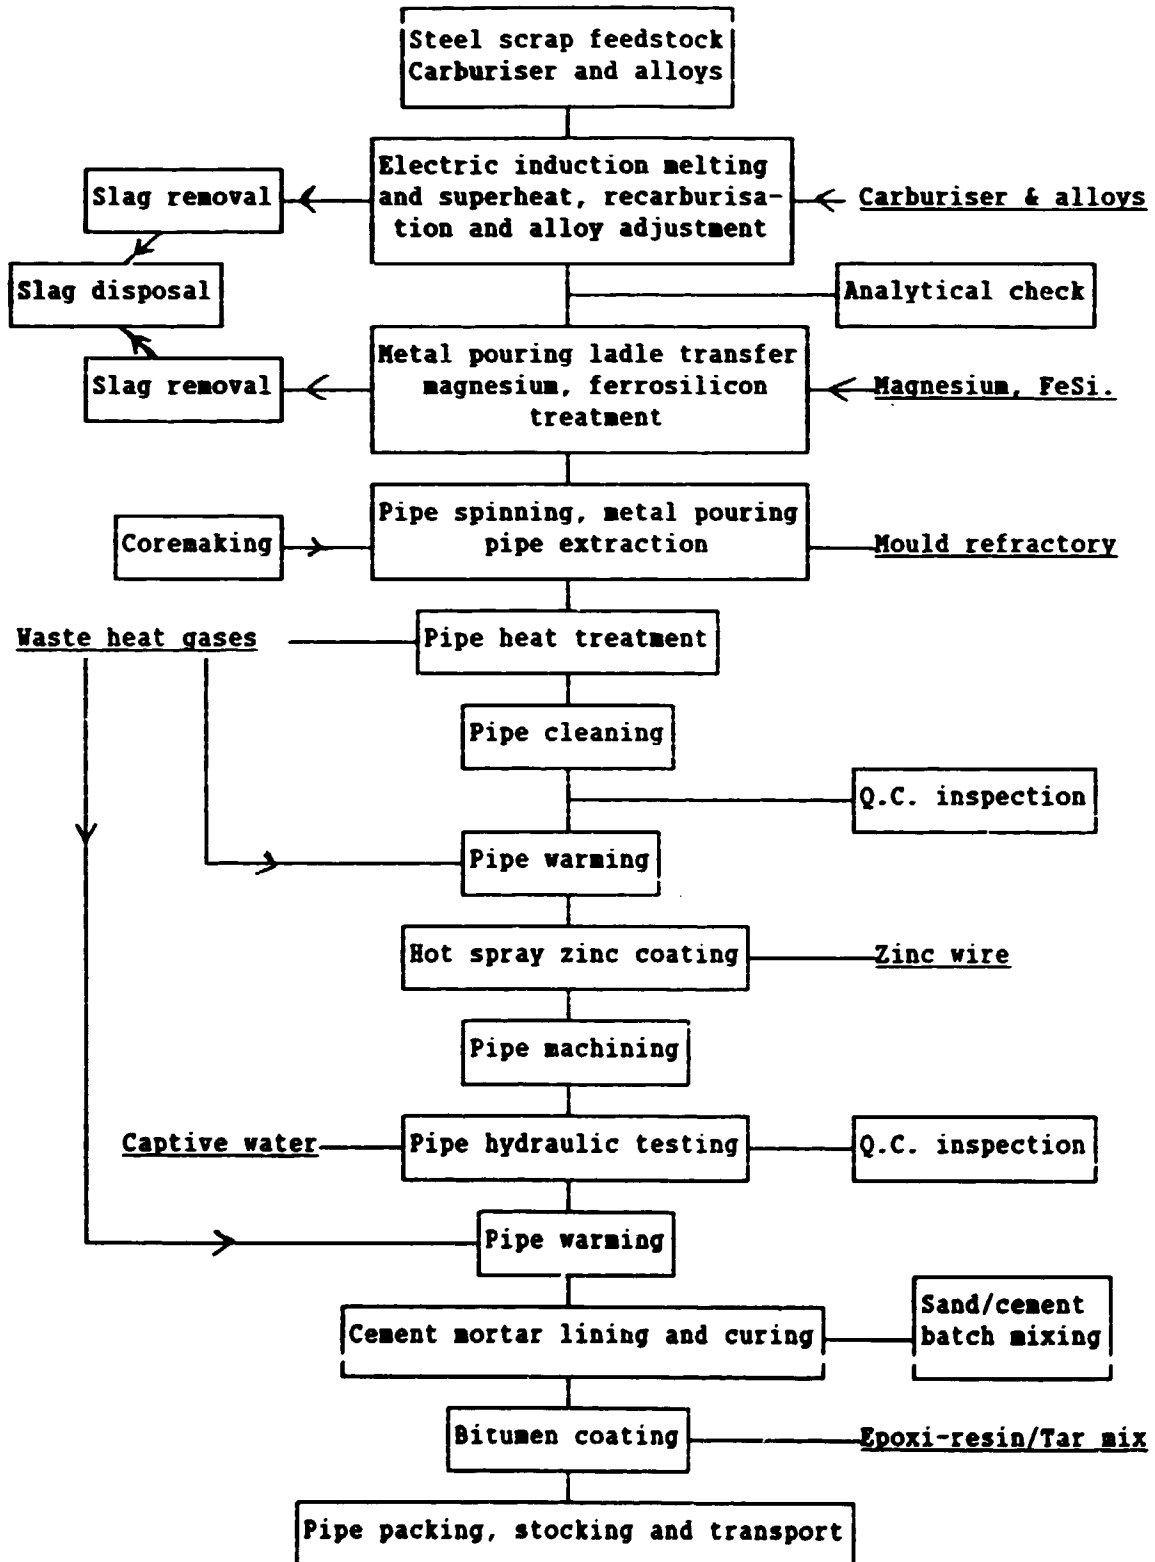 Steel scrap feedstock
Carburiser and alloys
Electric induction melting
and superheat, recarburisa-
tion and alloy adjustment
Slag removal
Carburiser & alloys
Slag disposal
Analytical check
Metal pouring ladle transfer
magnesium, ferrosilicon
treatment
Slag removal
Magnesium, FeSi.
Pipe spinning, metal pouring
pipe extraction
Coremaking
Mould refractory
Waste heat gases
Pipe heat treatment
Pipe cleaning
Q.C. inspection
Pipe warming
Hot spray zinc coating
Zinc wire
Pipe machining
Captive water
Pipe hydraulic testing
Q.C. inspection
Pipe warming
Cement mortar lining and curing
Sand/cement
batch mixing
Bitumen coating
Epoxi-resin/Tar mix
Pipe packing, stocking and transport